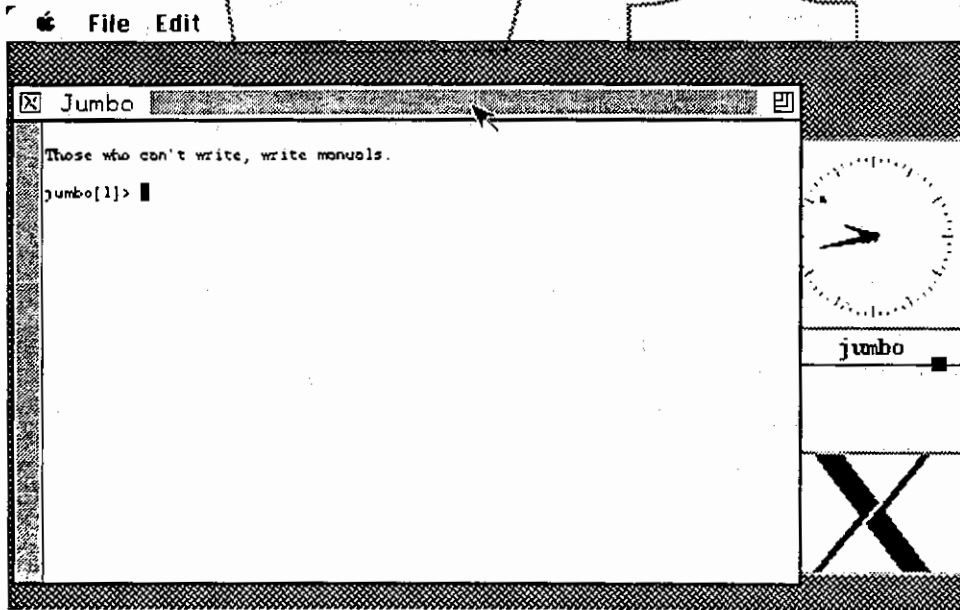 File Edit
Jumbo
Those who can't write, write manuals.
jumbo[1]>
jumbo
X